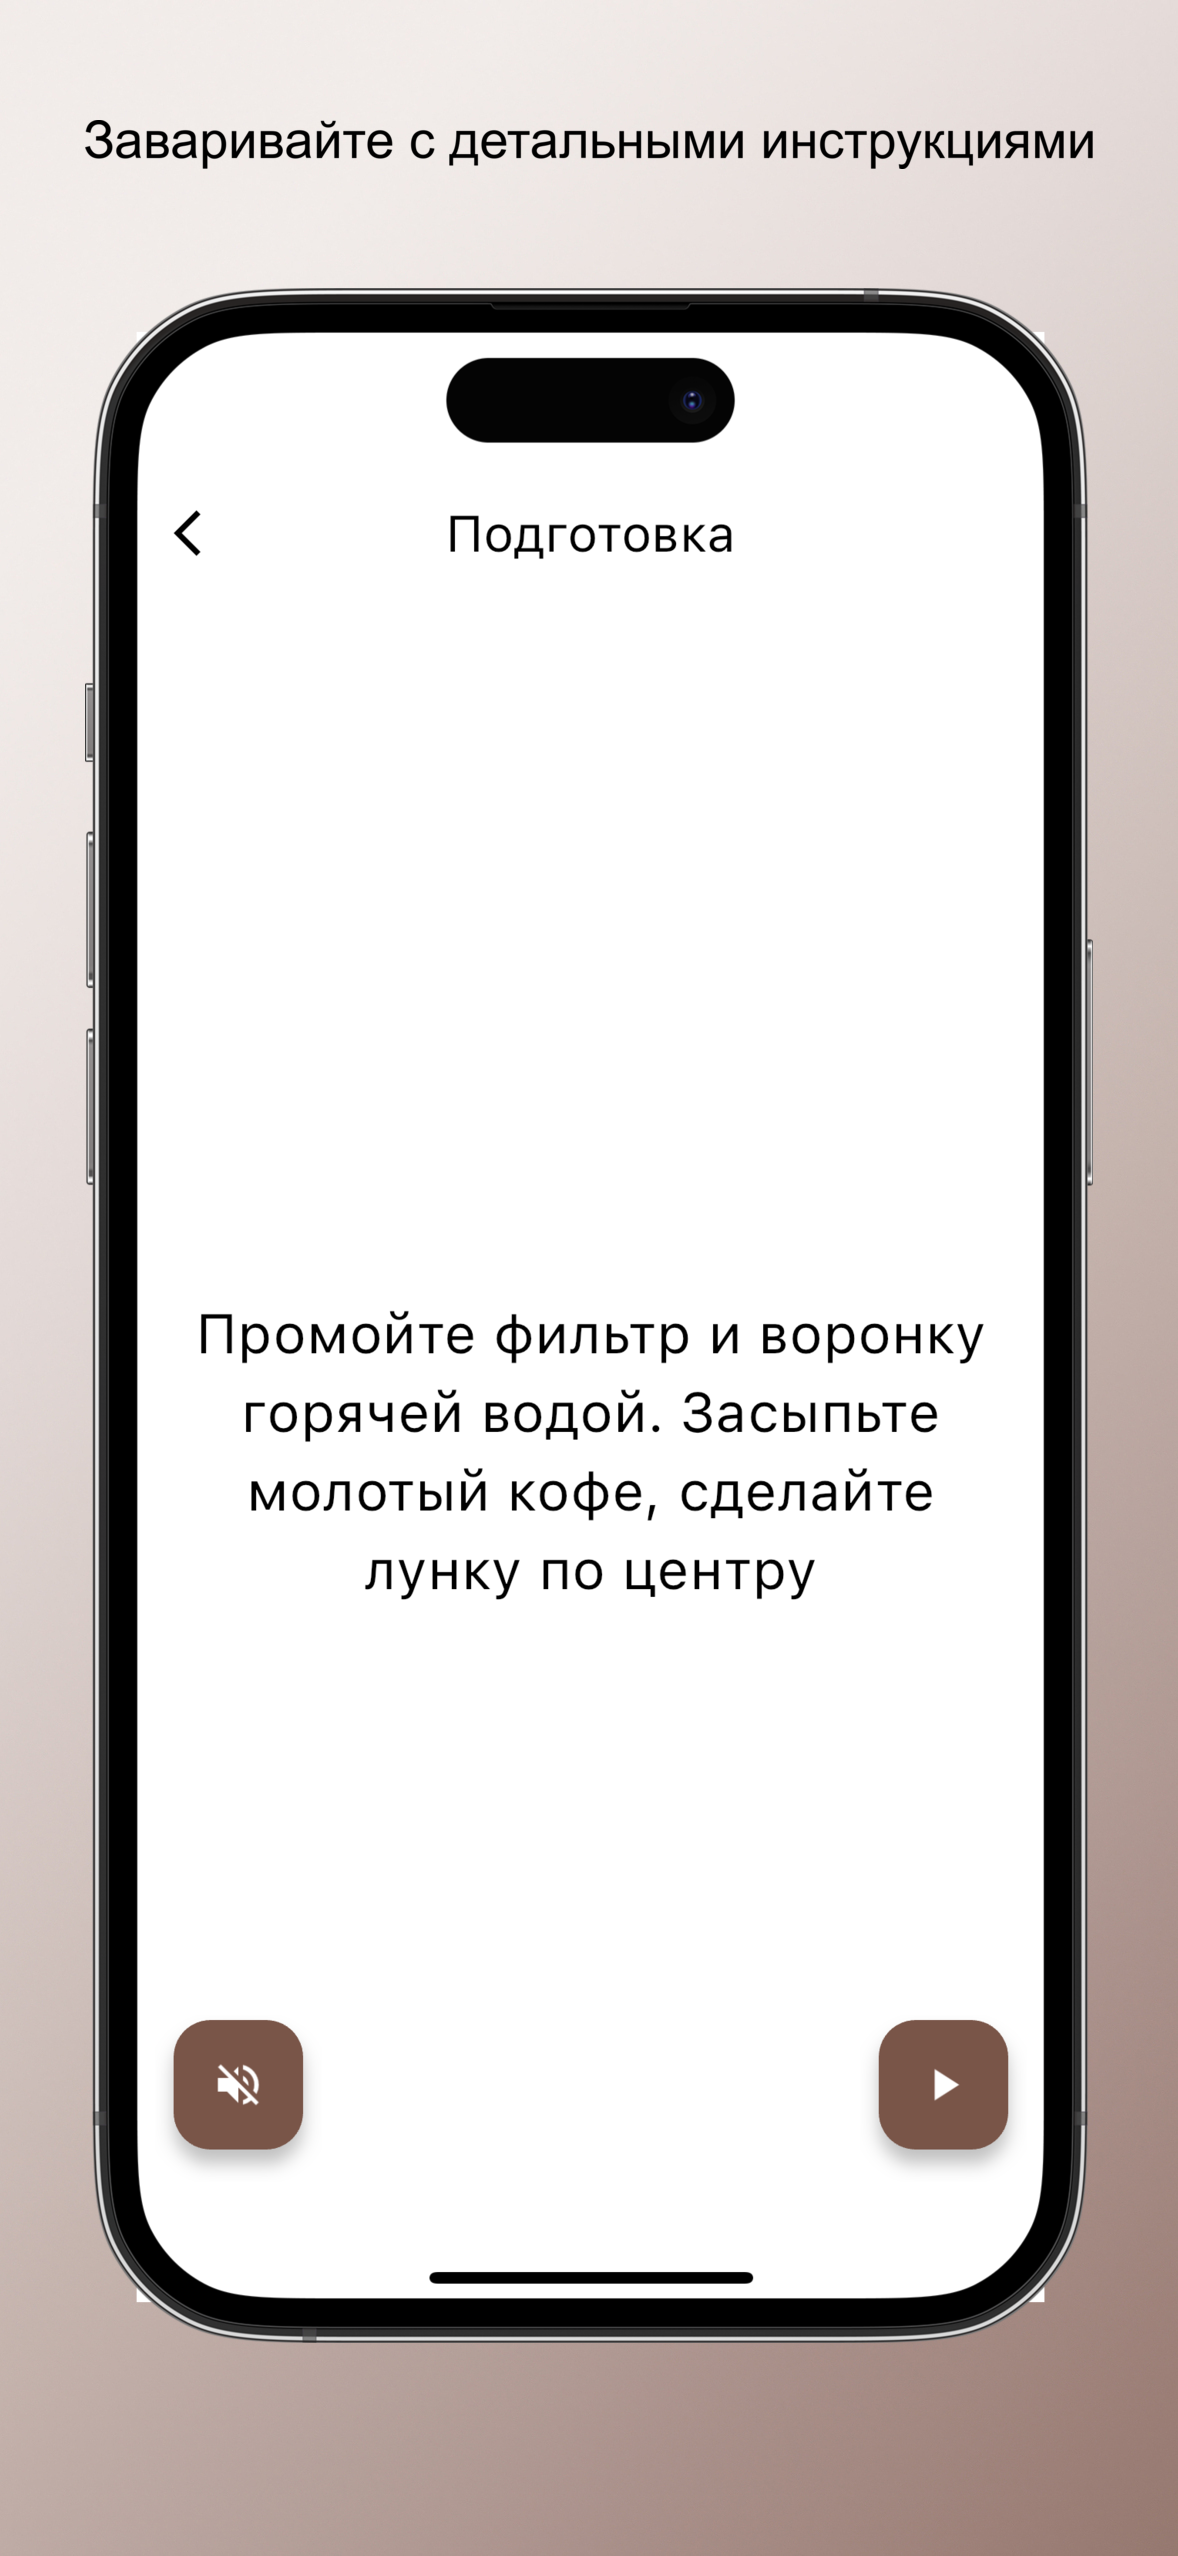 Заваривайте с детальными инструкциями
Подготовка
Промойте фильтр и воронку
горячей водой. Засыпьте
молотый кофе, сделайте
лунку по центру